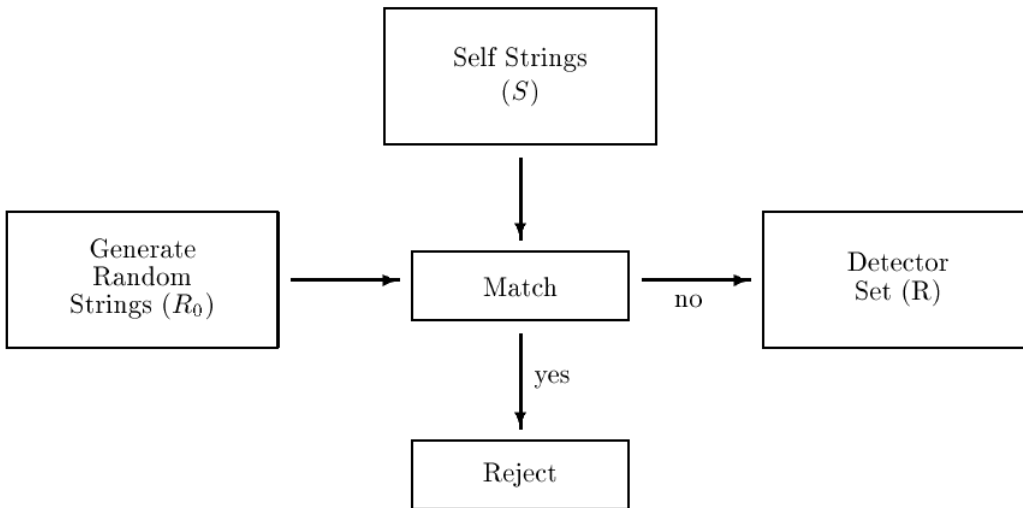 Self Strings
(S)
Generate
Random
Strings (R₀)
Match
no
Detector
Set (R)
yes
Reject